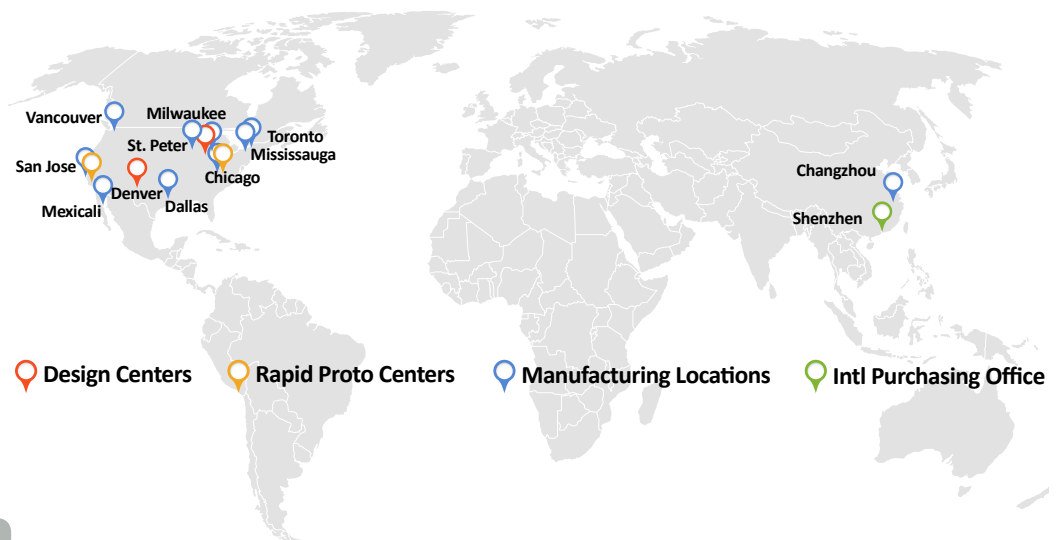 Vancouver
Milwaukee
St. Peter
Toronto
Mississauga
San Jose
Chicago
Denver
Dallas
Mexicali
Changzhou
Shenzhen
Design Centers
Rapid Proto Centers
Manufacturing Locations
Intl Purchasing Office